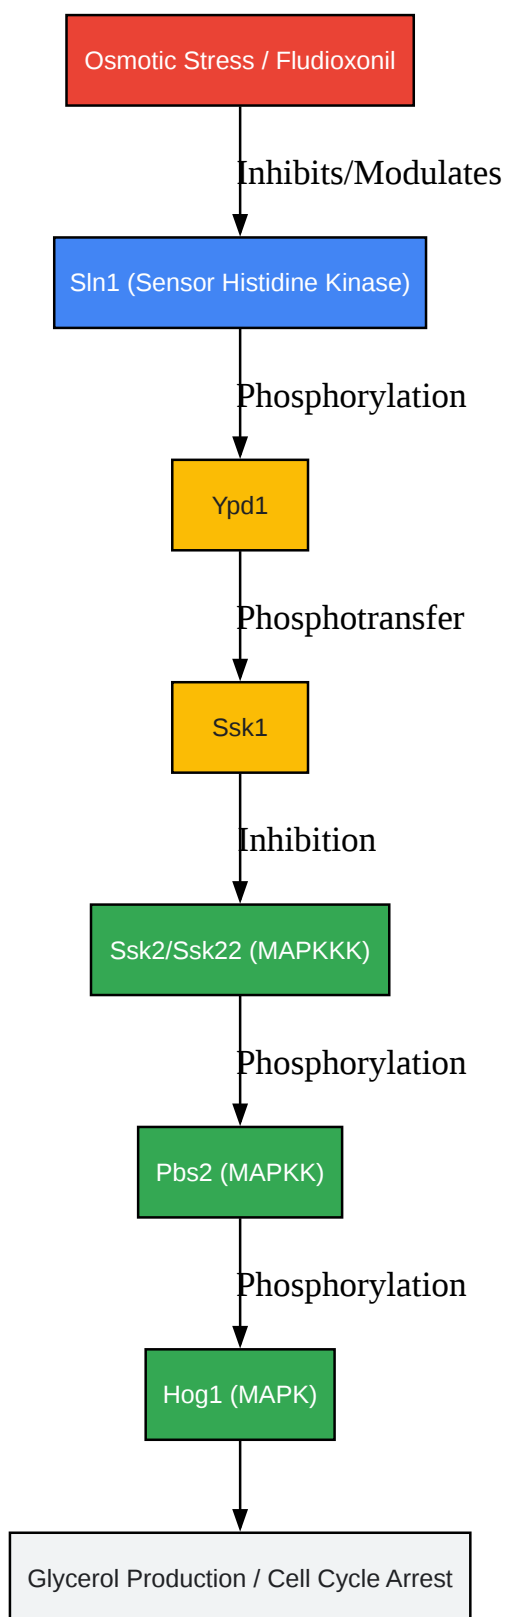 Osmotic Stress / Fludioxonil
Inhibits/Modulates
Sln1 (Sensor Histidine Kinase)
Phosphorylation
Ypd1
Phosphotransfer
Ssk1
Inhibition
Ssk2/Ssk22 (MAPKKK)
Phosphorylation
Pbs2 (MAPKK)
Phosphorylation
Hog1 (MAPK)
Glycerol Production / Cell Cycle Arrest